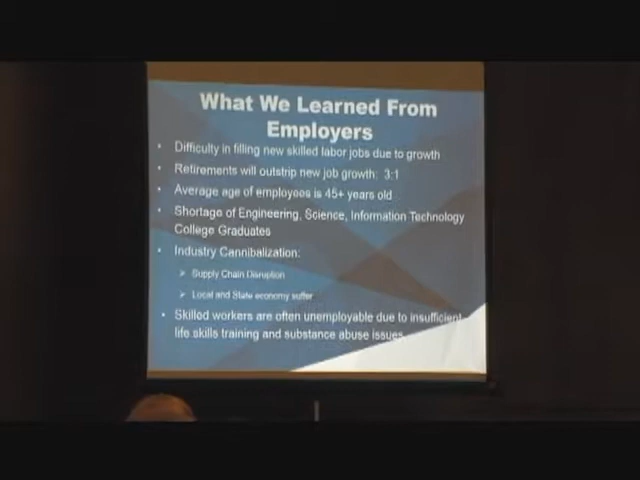 What We Learned From
Employers
• Difficulty in filling new skilled labor jobs due to growth
• Retirements will outstrip new job growth: 3:1
• Average age of employees is 45+ years old
• Shortage of Engineering, Science, Information Technology
College Graduates
• Industry Cannibalization:
➢ Supply Chain Disruption
➢ Local and State economy suffer
• Skilled workers are often unemployable due to insufficient
life skills training and substance abuse issues.